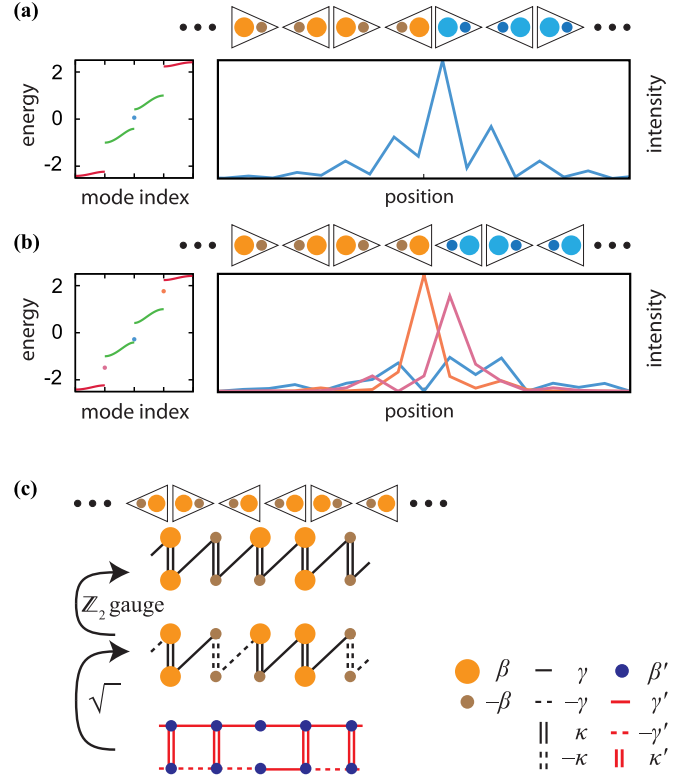 (a)
2
0
-2
energy
mode index
position
intensity
(b)
2
0
-2
energy
mode index
position
intensity
(c)
ℤ₂ gauge
√
β γ β′
−β −γ γ′
κ −γ′
−κ κ′